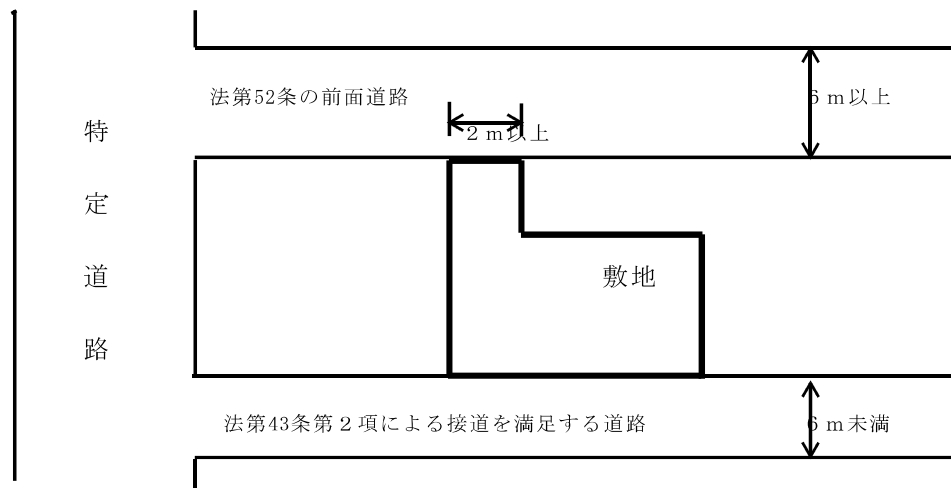 法第52条の前面道路
6ｍ以上
2ｍ以上
特定道路
敷地
法第43条第２項による接道を満足する道路
6ｍ未満